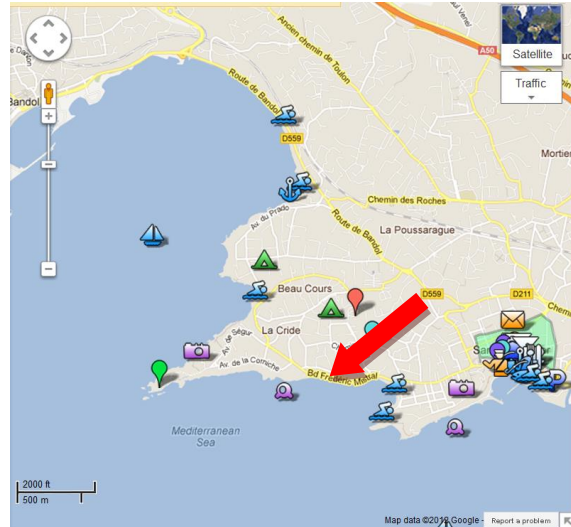 Satellite
Traffic
Ancien chemin de Toulon
A50
Route de Bandol
Bandol
D559
Mortie
Chemin des Roches
Av. du Prado
Route de Bandol
La Poussarague
Beau Cours
D559
D211
La Cride
Av. de Ségur
Av. de la Corniche
Bd Frédéric Mistral
Mediterranean
Sea
2000 ft
500 m
Map data ©2013 Google -
Report a problem